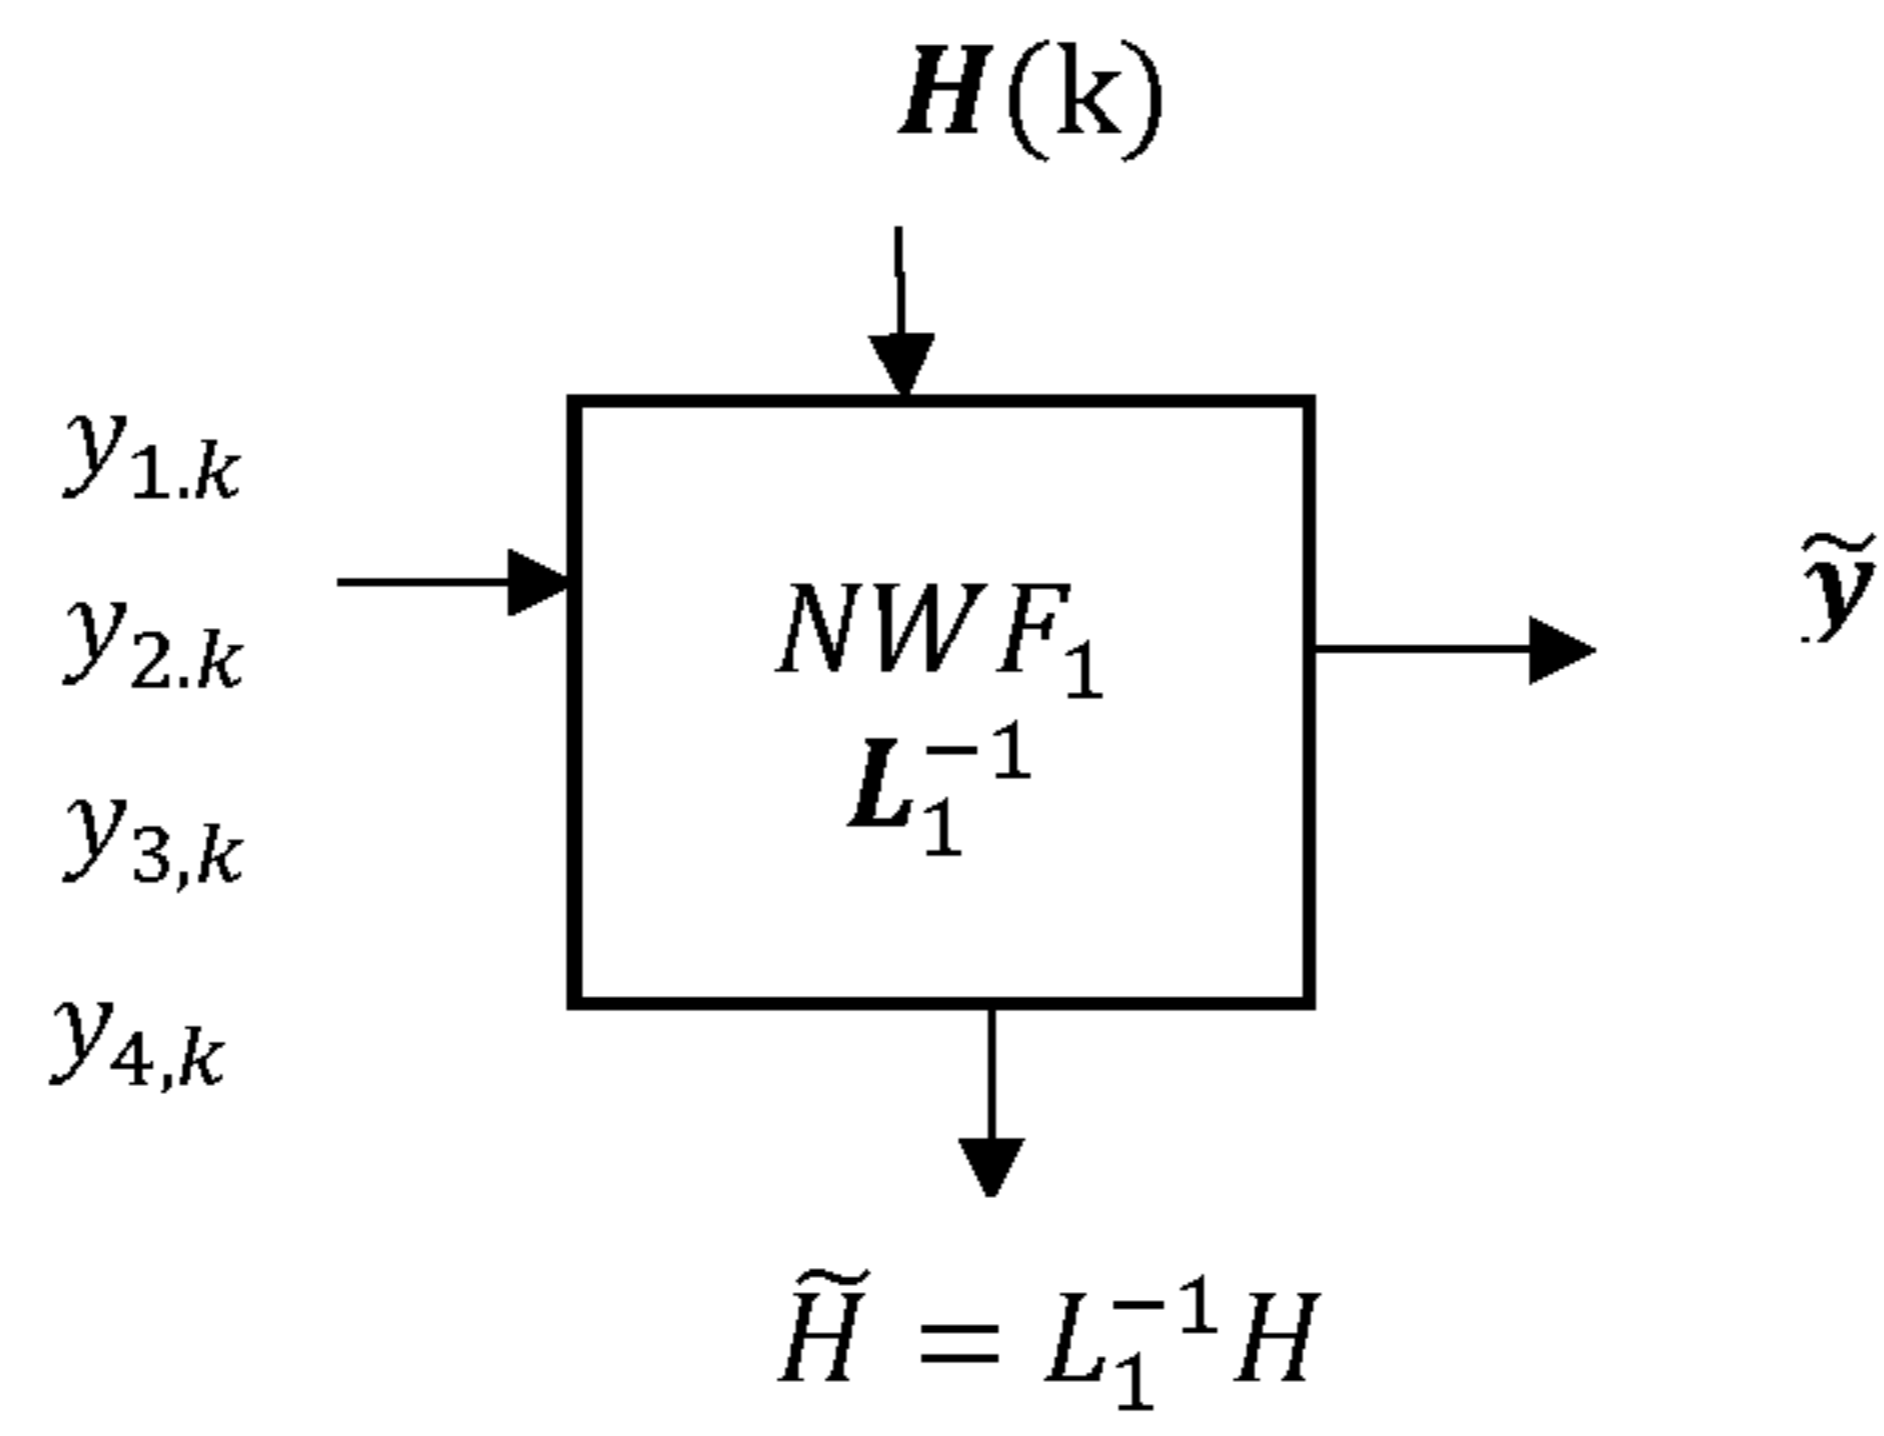 H(k)
y₁.ₖ
y₂.ₖ
y₃,ₖ
y₄,ₖ
NWF₁
L₁⁻¹
ỹ
H̃ = L₁⁻¹H